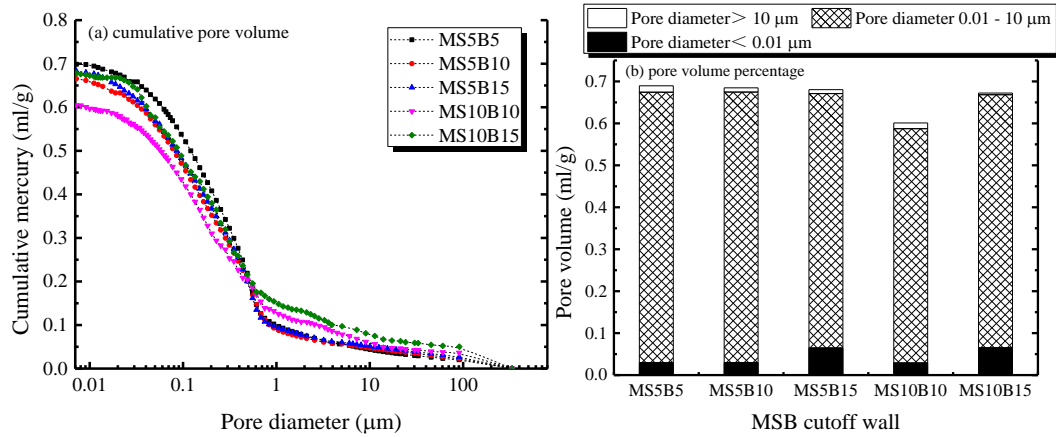 (a) cumulative pore volume
MS5B5
MS5B10
MS5B15
MS10B10
MS10B15
Cumulative mercury (ml/g)
0.8
0.7
0.6
0.5
0.4
0.3
0.2
0.1
0.0
0.01 0.1 1 10 100
Pore diameter (μm)
Pore diameter＞ 10 μm
Pore diameter 0.01 - 10 μm
Pore diameter＜ 0.01 μm
(b) pore volume percentage
Pore volume (ml/g)
0.7
0.6
0.5
0.4
0.3
0.2
0.1
0.0
MS5B5 MS5B10 MS5B15 MS10B10 MS10B15
MSB cutoff wall